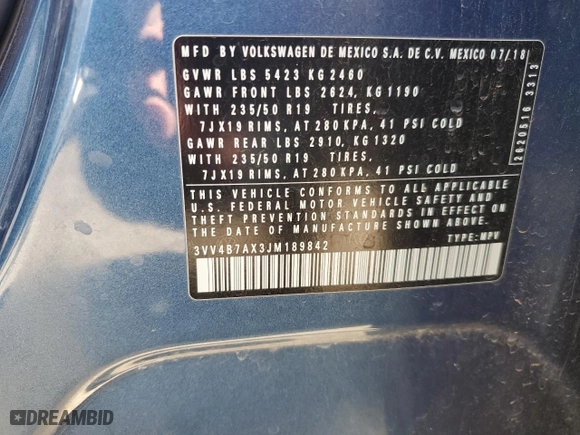 MFD BY VOLKSWAGEN DE MEXICO S.A. DE C.V. MEXICO 07/18
GVWR LBS 5423 KG 2460
GAWR FRONT LBS 2624, KG 1190
WITH 235/50 R19 TIRES,
7JX19 RIMS, AT 280 KPA, 41 PSI COLD
GAWR REAR LBS 2910, KG 1320
WITH 235/50 R19 TIRES,
7JX19 RIMS, AT 280 KPA, 41 PSI COLD
THIS VEHICLE CONFORMS TO ALL APPLICABLE
U.S. FEDERAL MOTOR VEHICLE SAFETY AND
THEFT PREVENTION STANDARDS IN EFFECT ON
THE DATE OF MANUFACTURE SHOWN ABOVE.
3VV4B7AX3JM189842 TYPE: MPV
2620516 3313
DREAMBID